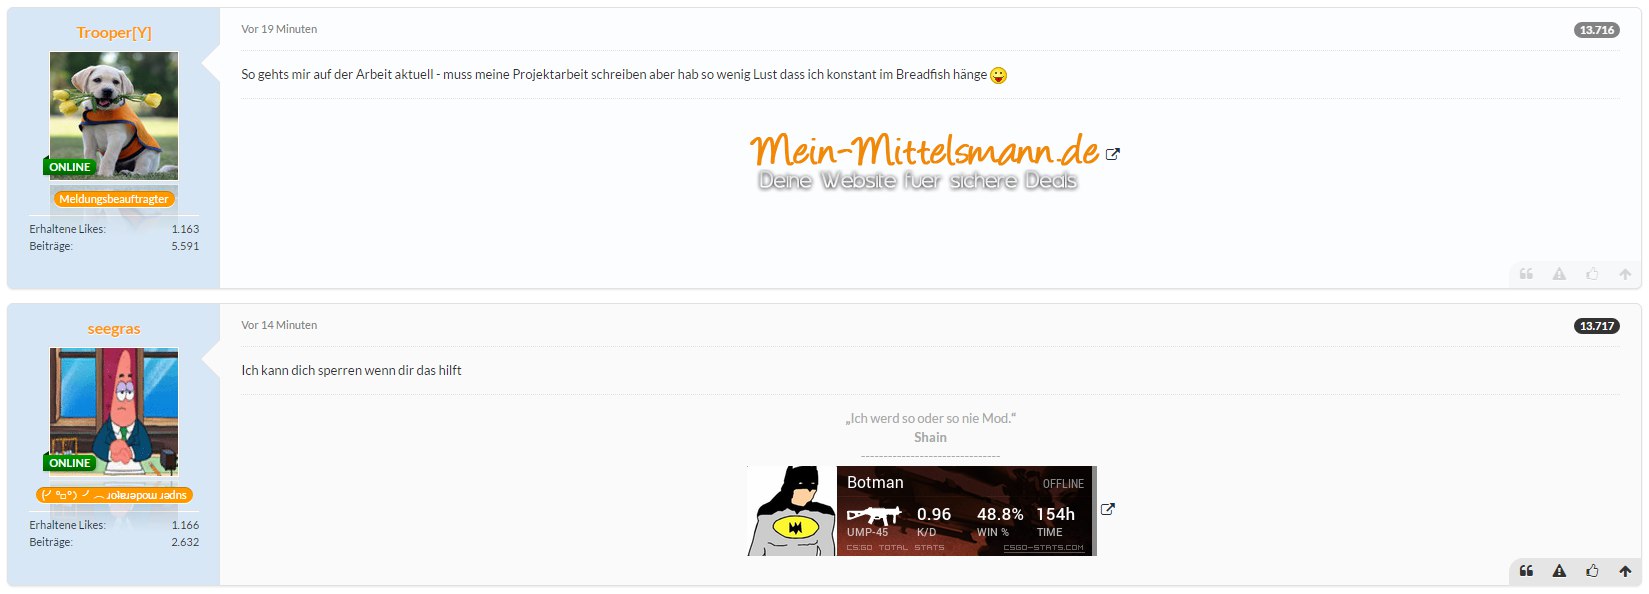 Trooper[Y]
ONLINE
Meldungsbeauftragter
Erhaltene Likes: 1.163
Beiträge: 5.591
Vor 19 Minuten
13.716
So gehts mir auf der Arbeit aktuell - muss meine Projektarbeit schreiben aber hab so wenig Lust dass ich konstant im Breadfish hänge
Mein-Mittelsmann.de
Deine Website fuer sichere Deals
seegras
ONLINE
(╯°□°)╯︵ ɹoʇɐɹǝpoɯ ɹǝdns
Erhaltene Likes: 1.166
Beiträge: 2.632
Vor 14 Minuten
13.717
Ich kann dich sperren wenn dir das hilft
„Ich werd so oder so nie Mod.“
Shain
-------------------------------
Botman OFFLINE
0.96 48.8% 154h
UMP-45 K/D WIN % TIME
CS:GO TOTAL STATS CSGO-STATS.COM